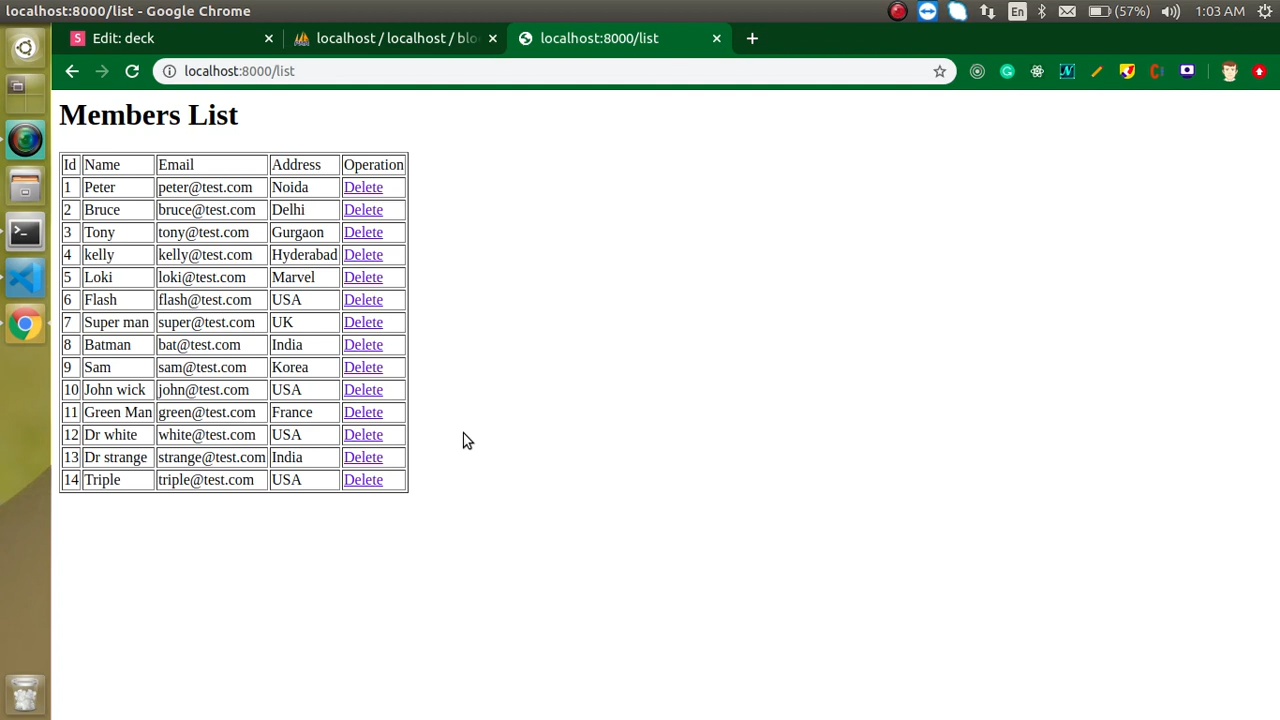 localhost:8000/list - Google Chrome En (57%) 1:03 AM
S Edit: deck localhost / localhost / blo localhost:8000/list
localhost:8000/list
Members List
Id Name Email Address Operation
1 Peter peter@test.com Noida Delete
2 Bruce bruce@test.com Delhi Delete
3 Tony tony@test.com Gurgaon Delete
4 kelly kelly@test.com Hyderabad Delete
5 Loki loki@test.com Marvel Delete
6 Flash flash@test.com USA Delete
7 Super man super@test.com UK Delete
8 Batman bat@test.com India Delete
9 Sam sam@test.com Korea Delete
10 John wick john@test.com USA Delete
11 Green Man green@test.com France Delete
12 Dr white white@test.com USA Delete
13 Dr strange strange@test.com India Delete
14 Triple triple@test.com USA Delete